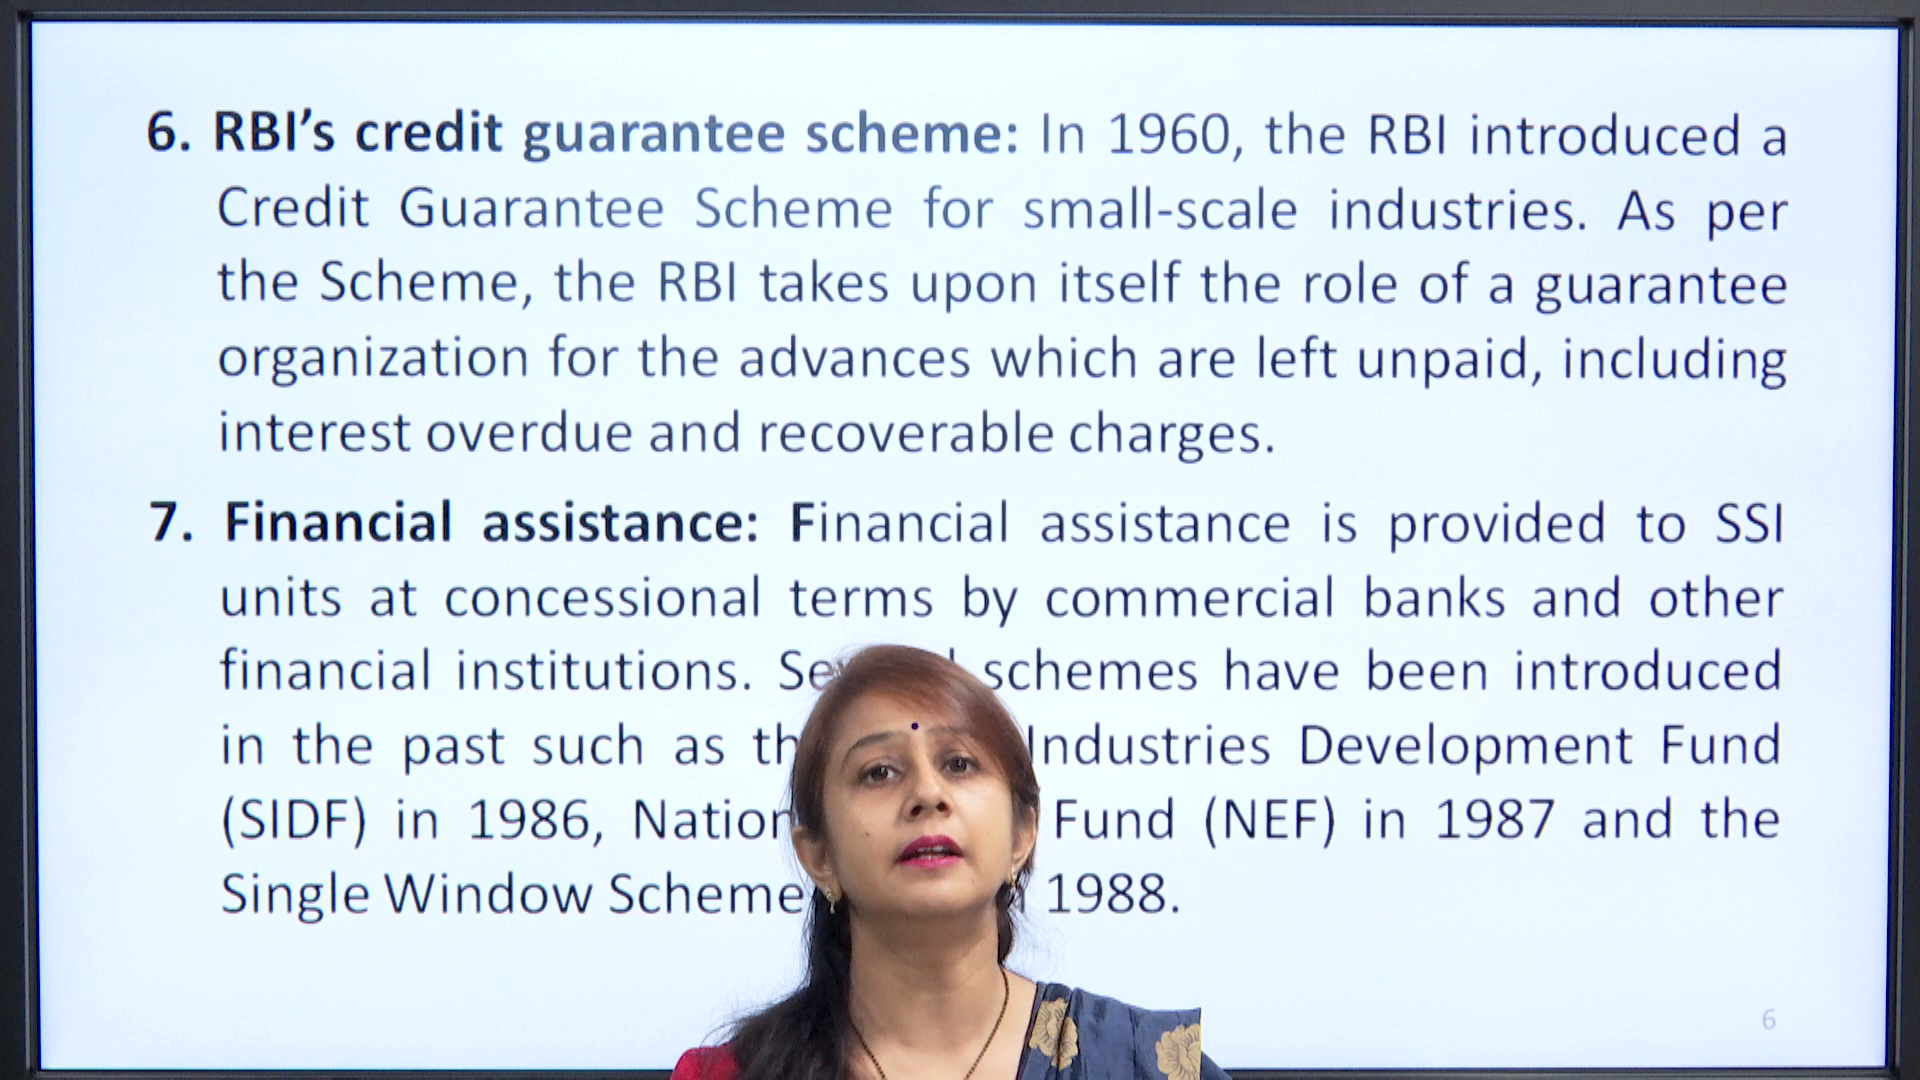 6. RBI’s credit guarantee scheme: In 1960, the RBI introduced a
Credit Guarantee Scheme for small-scale industries. As per
the Scheme, the RBI takes upon itself the role of a guarantee
organization for the advances which are left unpaid, including
interest overdue and recoverable charges.
7. Financial assistance: Financial assistance is provided to SSI
units at concessional terms by commercial banks and other
financial institutions. schemes have been introduced
in the past such as Industries Development Fund
(SIDF) in 1986, Fund (NEF) in 1987 and the
Single Window Scheme 1988.
6